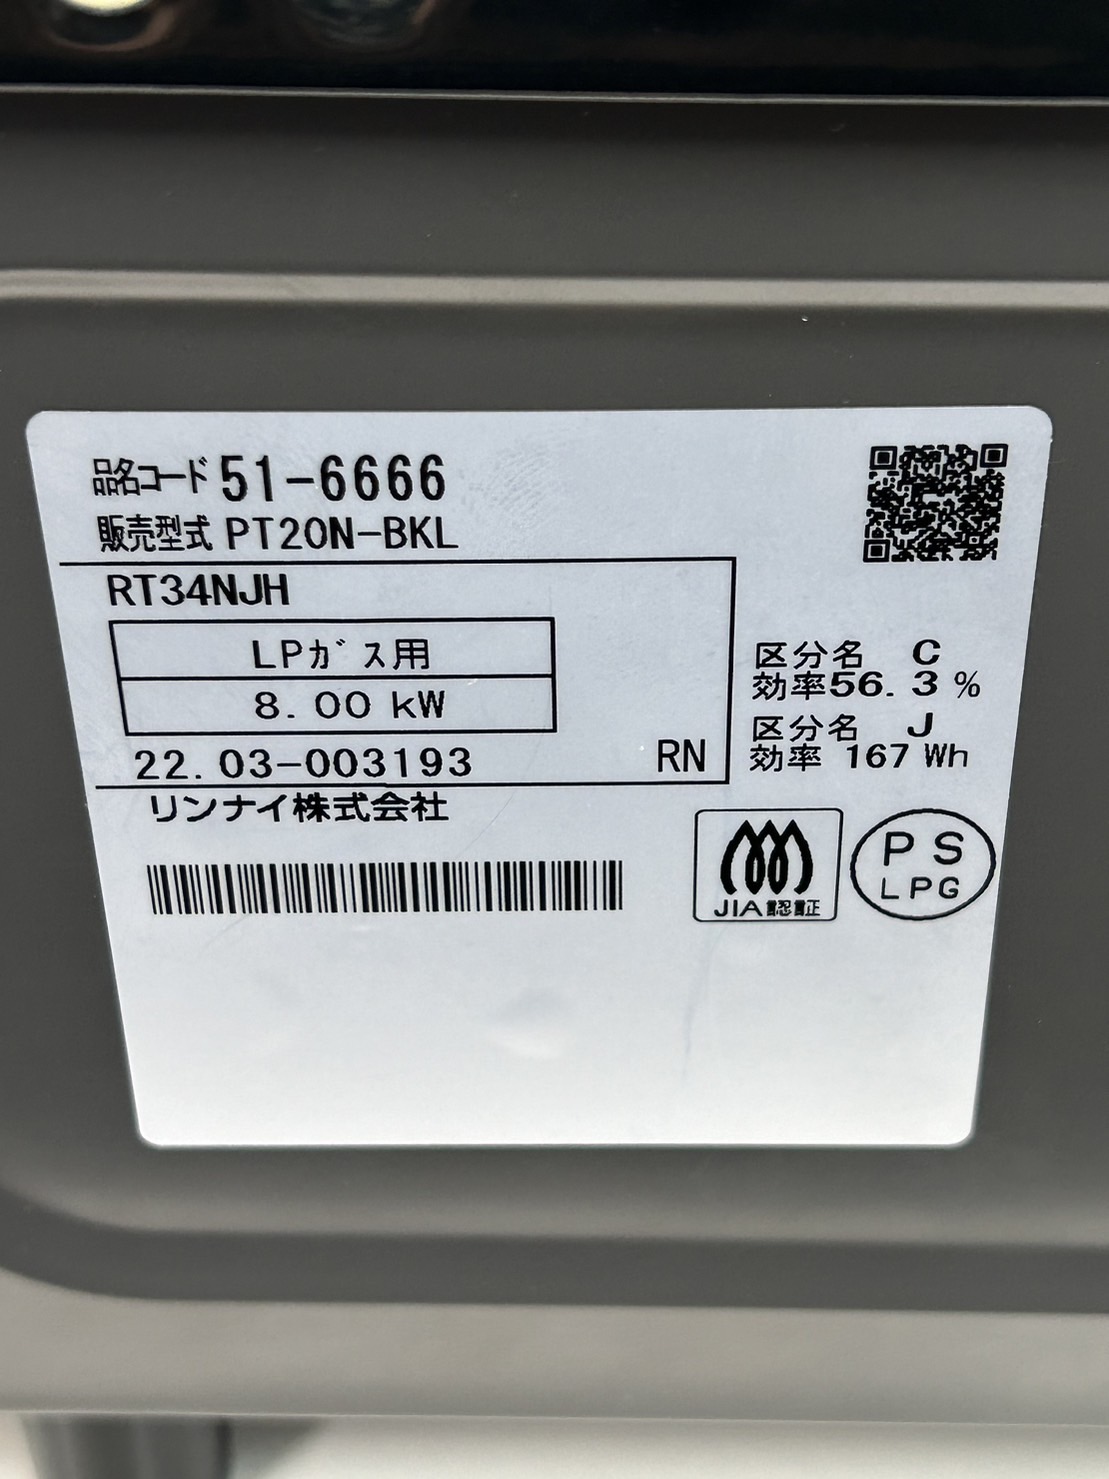 品名コード 51-6666
販売型式 PT20N-BKL
RT34NJH
LPガス用
8.00 kW
22.03-003193 RN
リンナイ株式会社
区分名 C
効率56.3 %
区分名 J
効率 167 Wh
JIA認証
PS
LPG